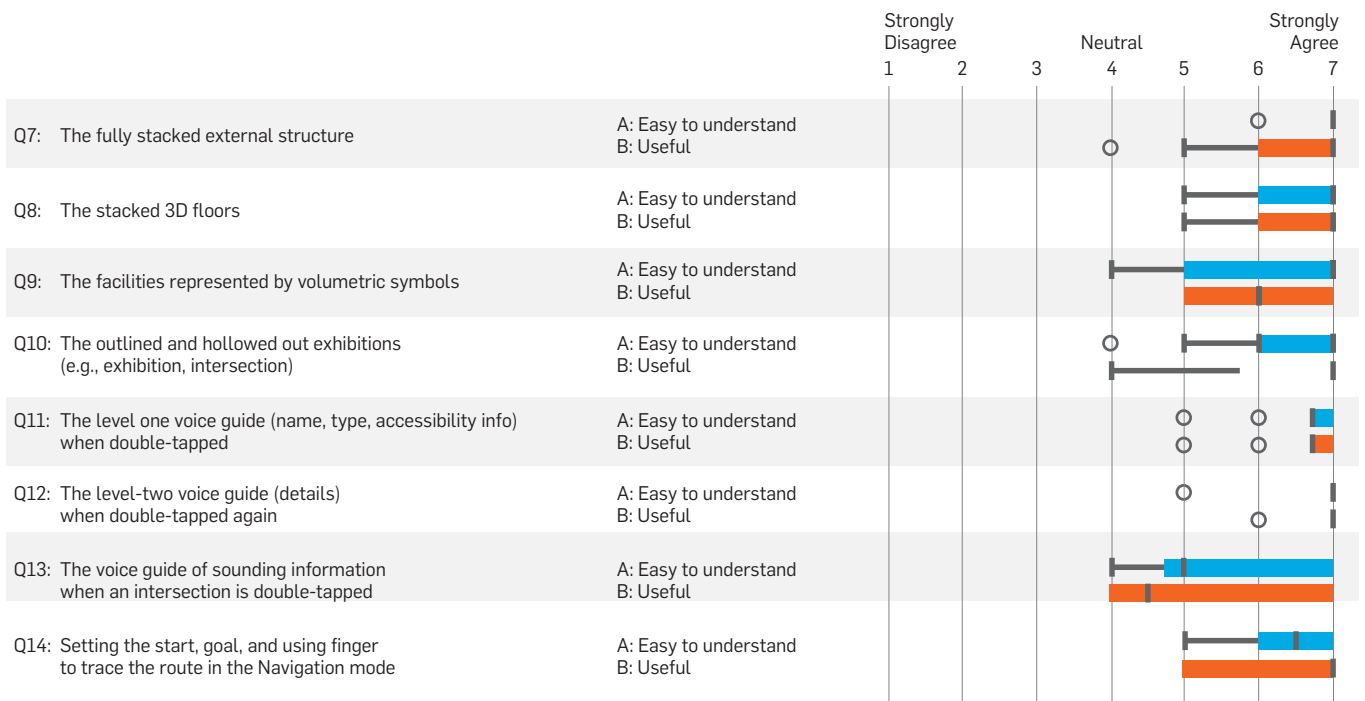 Strongly Disagree
Neutral
Strongly Agree
1 2 3 4 5 6 7
Q7: The fully stacked external structure
A: Easy to understand
B: Useful
Q8: The stacked 3D floors
A: Easy to understand
B: Useful
Q9: The facilities represented by volumetric symbols
A: Easy to understand
B: Useful
Q10: The outlined and hollowed out exhibitions
(e.g., exhibition, intersection)
A: Easy to understand
B: Useful
Q11: The level one voice guide (name, type, accessibility info)
when double-tapped
A: Easy to understand
B: Useful
Q12: The level-two voice guide (details)
when double-tapped again
A: Easy to understand
B: Useful
Q13: The voice guide of sounding information
when an intersection is double-tapped
A: Easy to understand
B: Useful
Q14: Setting the start, goal, and using finger
to trace the route in the Navigation mode
A: Easy to understand
B: Useful